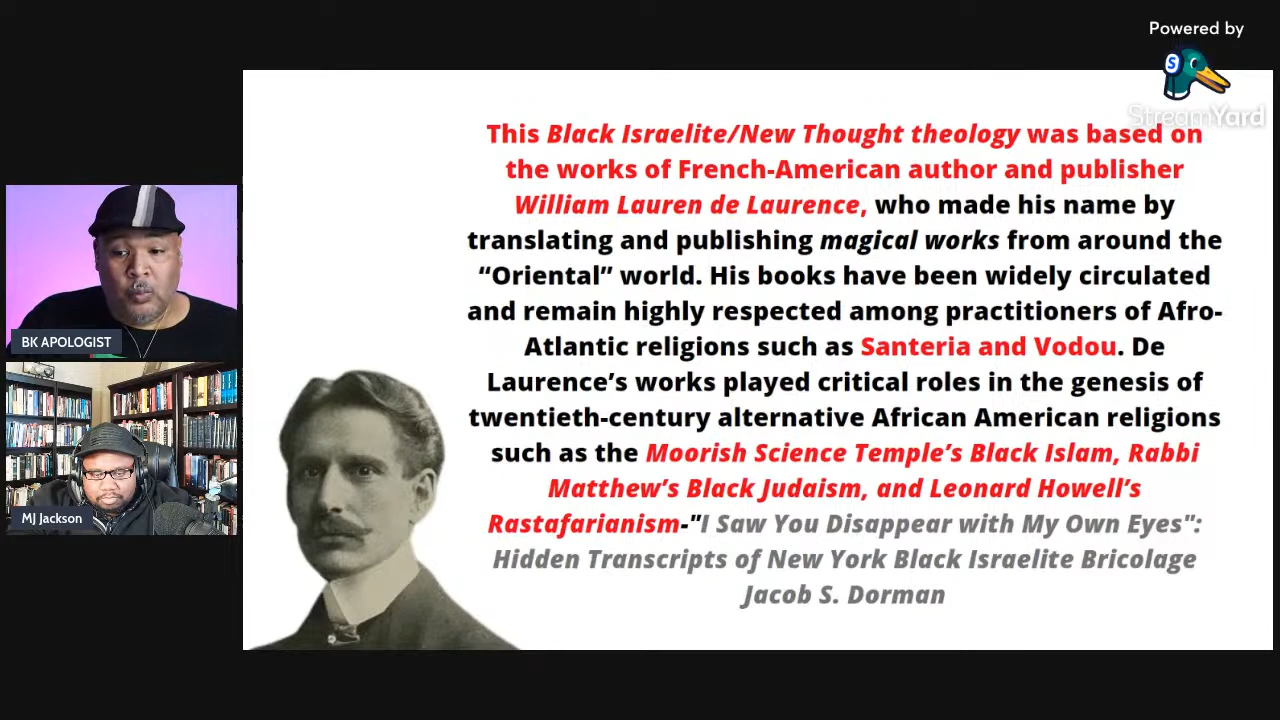 Powered by
StreamYard
This Black Israelite/New Thought theology was based on
the works of French-American author and publisher
William Lauren de Laurence, who made his name by
translating and publishing magical works from around the
“Oriental” world. His books have been widely circulated
and remain highly respected among practitioners of Afro-
Atlantic religions such as Santeria and Vodou. De
Laurence’s works played critical roles in the genesis of
twentieth-century alternative African American religions
such as the Moorish Science Temple’s Black Islam, Rabbi
Matthew’s Black Judaism, and Leonard Howell’s
Rastafarianism-"I Saw You Disappear with My Own Eyes":
Hidden Transcripts of New York Black Israelite Bricolage
Jacob S. Dorman
BK APOLOGIST
MJ Jackson